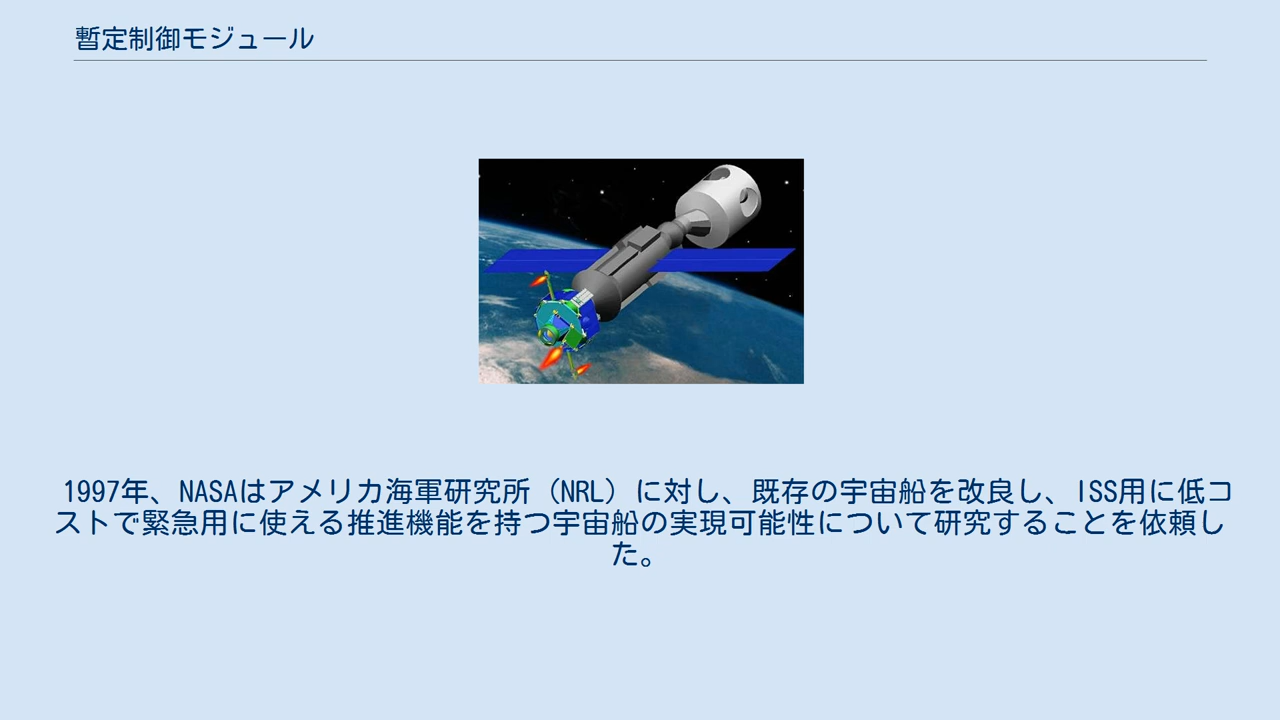 暫定制御モジュール
1997年、NASAはアメリカ海軍研究所（NRL）に対し、既存の宇宙船を改良し、ISS用に低コ
ストで緊急用に使える推進機能を持つ宇宙船の実現可能性について研究することを依頼し
た。